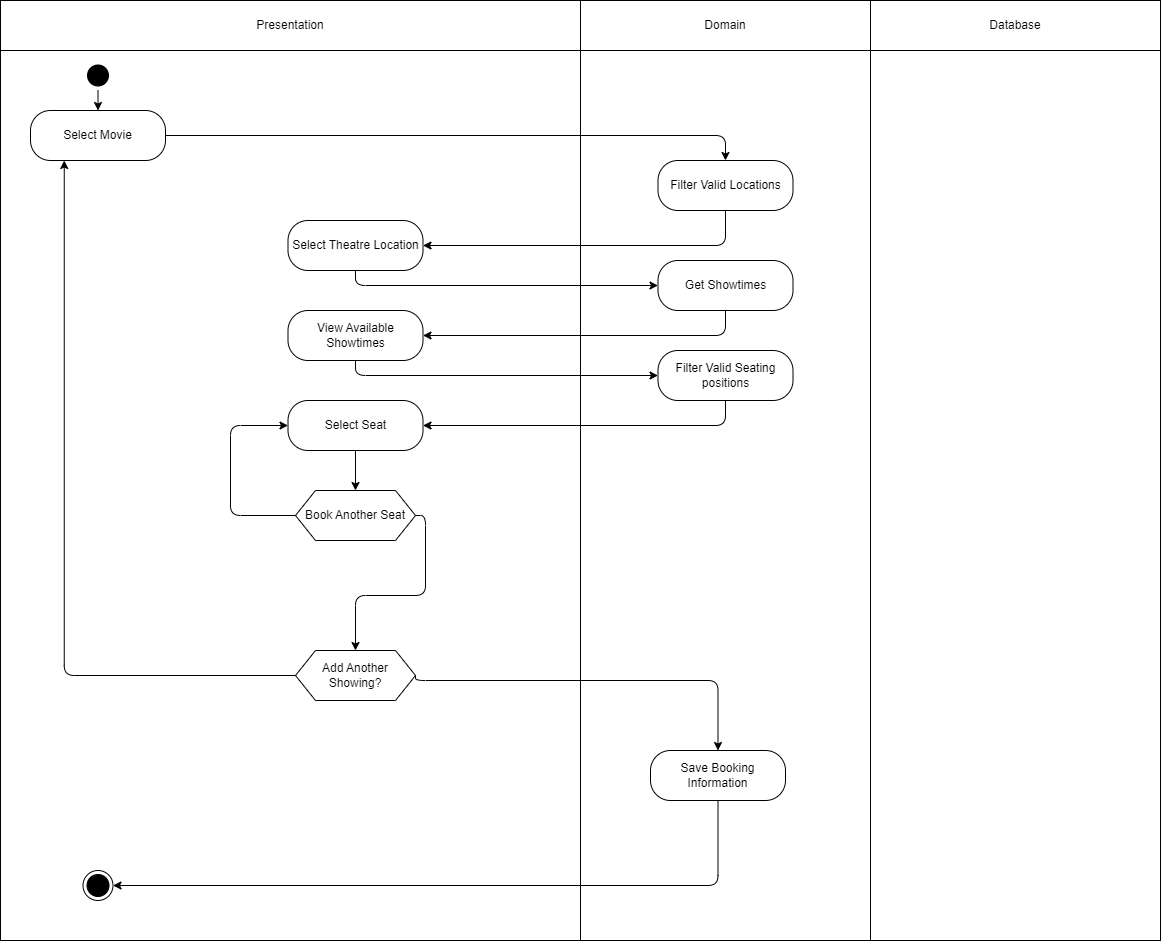 Presentation
Domain
Database
Select Movie
Filter Valid Locations
Select Theatre Location
Get Showtimes
View Available
Showtimes
Filter Valid Seating
positions
Select Seat
Book Another Seat
Add Another
Showing?
Save Booking
Information